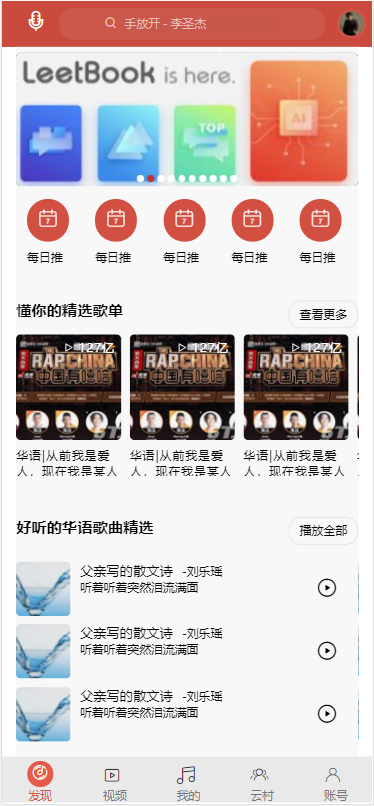 手放开 - 李圣杰
LeetBook is here.
TOP
AI
7 7 7 7 7
每日推 每日推 每日推 每日推 每日推
懂你的精选歌单 查看更多
127亿 127亿 127亿
RAPCHINA RAPCHINA RAPCHINA
中国有嘻哈 中国有嘻哈 中国有嘻哈
华语|从前我是爱 华语|从前我是爱 华语|从前我是爱
人，现在我是某人 人，现在我是某人 人，现在我是某人
好听的华语歌曲精选 播放全部
父亲写的散文诗 -刘乐瑶
听着听着突然泪流满面
父亲写的散文诗 -刘乐瑶
听着听着突然泪流满面
父亲写的散文诗 -刘乐瑶
听着听着突然泪流满面
发现 视频 我的 云村 账号